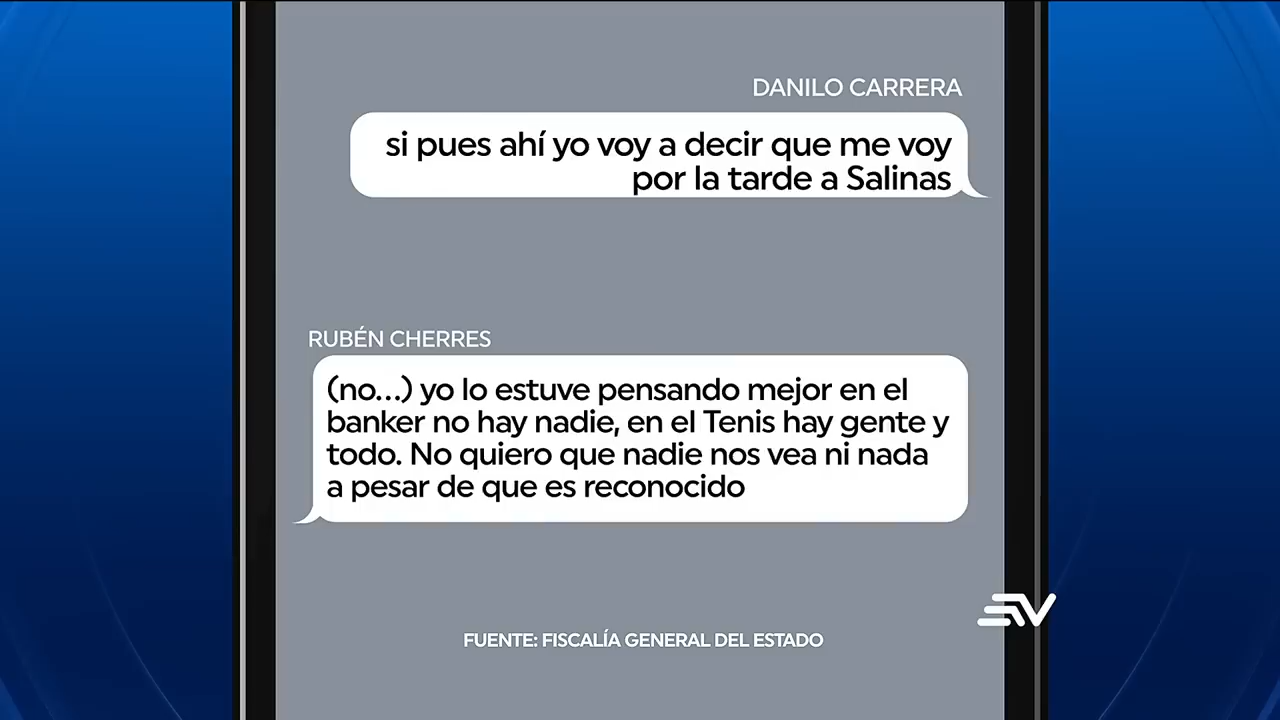 DANILO CARRERA
si pues ahí yo voy a decir que me voy
por la tarde a Salinas
RUBÉN CHERRES
(no...) yo lo estuve pensando mejor en el
banker no hay nadie, en el Tenis hay gente y
todo. No quiero que nadie nos vea ni nada
a pesar de que es reconocido
FUENTE: FISCALÍA GENERAL DEL ESTADO